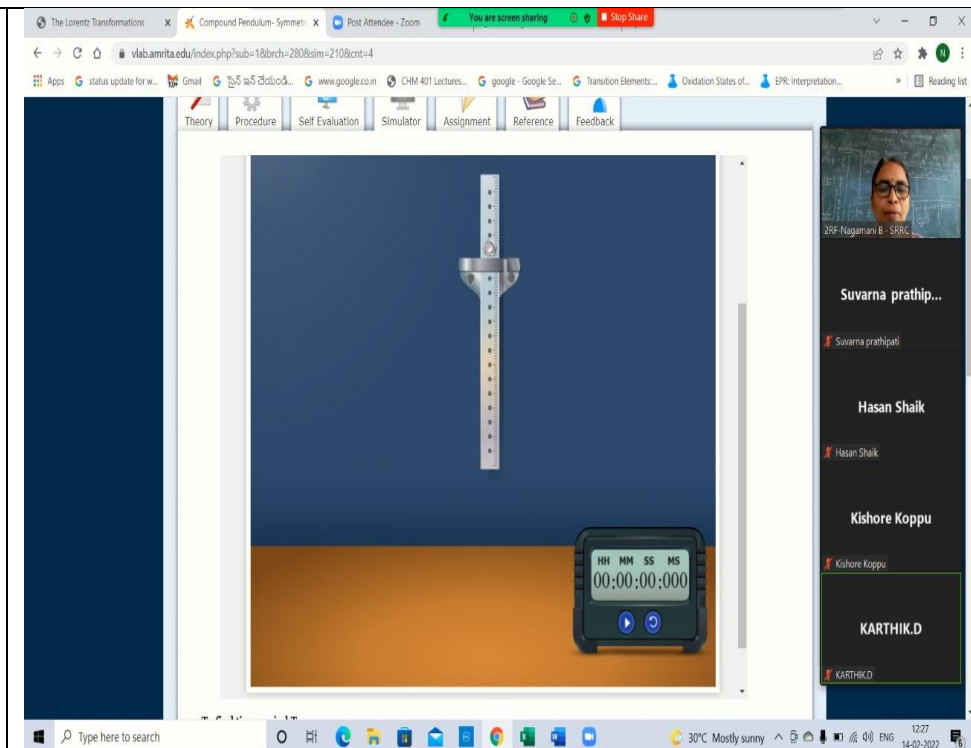 The Lorentz Transformations
Compound Pendulum- Symmetr
Post Attendee - Zoom
You are screen sharing
Stop Share
vlab.amrita.edu/index.php?sub=1&brch=280&sim=210&cnt=4
Apps
status update for w...
Gmail
సైన్ ఇన్ చేయండి...
www.google.co.in
CHM 401 Lectures...
google - Google Se...
Transition Elements:...
Oxidation States of...
EPR: Interpretation...
»
Reading list
Theory
Procedure
Self Evaluation
Simulator
Assignment
Reference
Feedback
2RF-Nagamani B - SRRC
Suvarna prathip...
Suvarna prathipati
Hasan Shaik
Hasan Shaik
Kishore Koppu
Kishore Koppu
KARTHIK.D
KARTHIK.D
HH MM SS MS
00:00:00:000
Type here to search
30°C Mostly sunny
ENG
12:27
14-02-2022